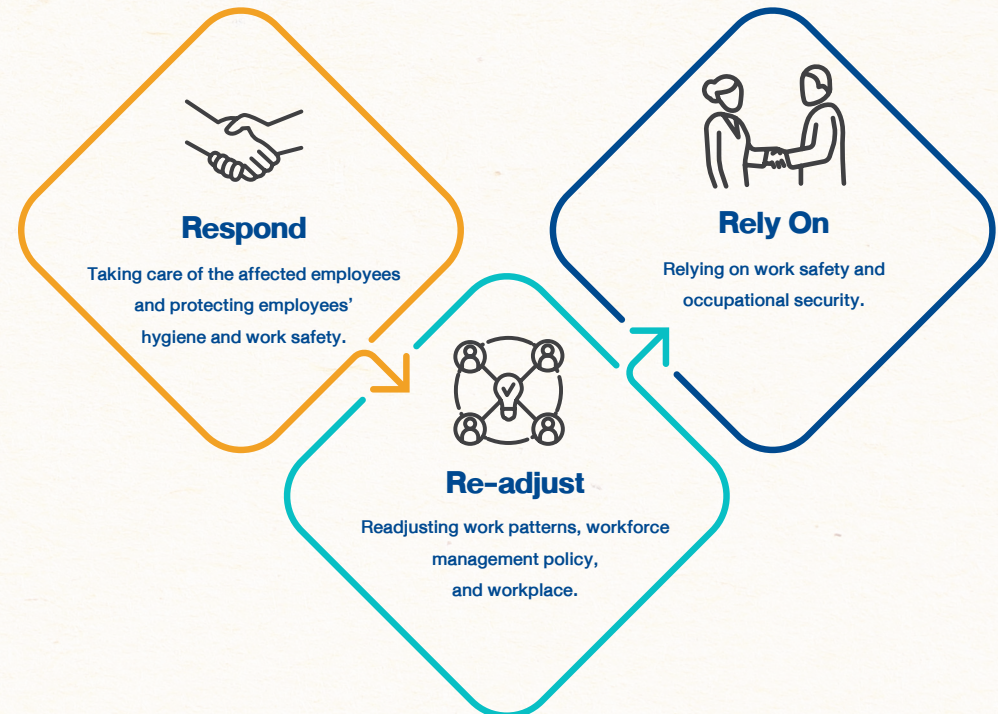 Respond
Taking care of the affected employees
and protecting employees’
hygiene and work safety.
Re-adjust
Readjusting work patterns, workforce
management policy,
and workplace.
Rely On
Relying on work safety and
occupational security.